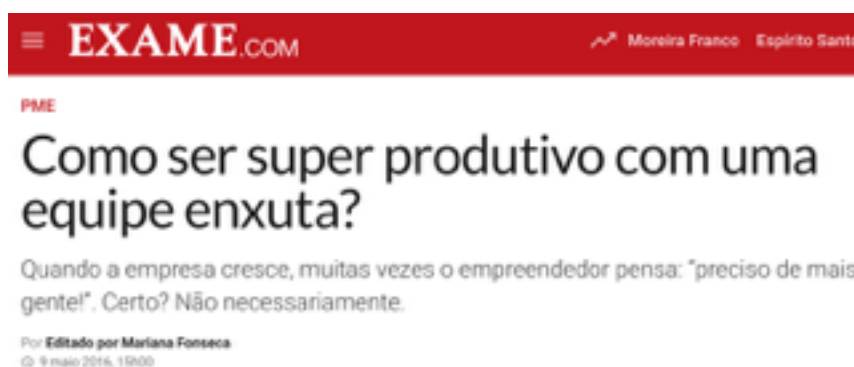 EXAME.COM
Moreira Franco Espírito Santo
PME
Como ser super produtivo com uma
equipe enxuta?
Quando a empresa cresce, muitas vezes o empreendedor pensa: "preciso de mais
gente!". Certo? Não necessariamente.
Por Editado por Mariana Fonseca
9 maio 2016, 15h00